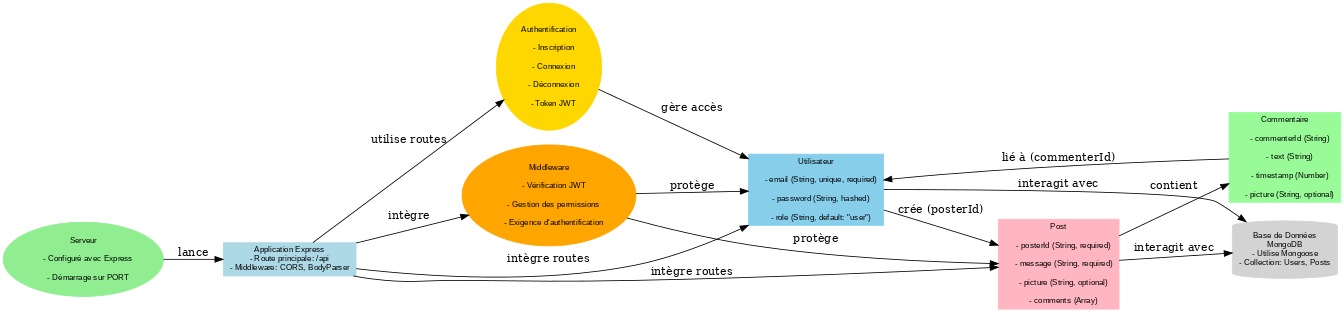 Serveur
- Configuré avec Express
- Démarrage sur PORT
lance
Application Express
- Route principale: /api
- Middleware: CORS, BodyParser
utilise routes
intègre
intègre routes
intègre routes
Authentification
- Inscription
- Connexion
- Déconnexion
- Token JWT
Middleware
- Vérification JWT
- Gestion des permissions
- Exigence d'authentification
gère accès
protège
protège
Utilisateur
- email (String, unique, required)
- password (String, hashed)
- role (String, default: "user")
lié à (commenterId)
interagit avec
crée (posterId)
Post
- posterId (String, required)
- message (String, required)
- picture (String, optional)
- comments (Array)
contient
interagit avec
Commentaire
- commenterId (String)
- text (String)
- timestamp (Number)
- picture (String, optional)
Base de Données
MongoDB
- Utilise Mongoose
- Collection: Users, Posts